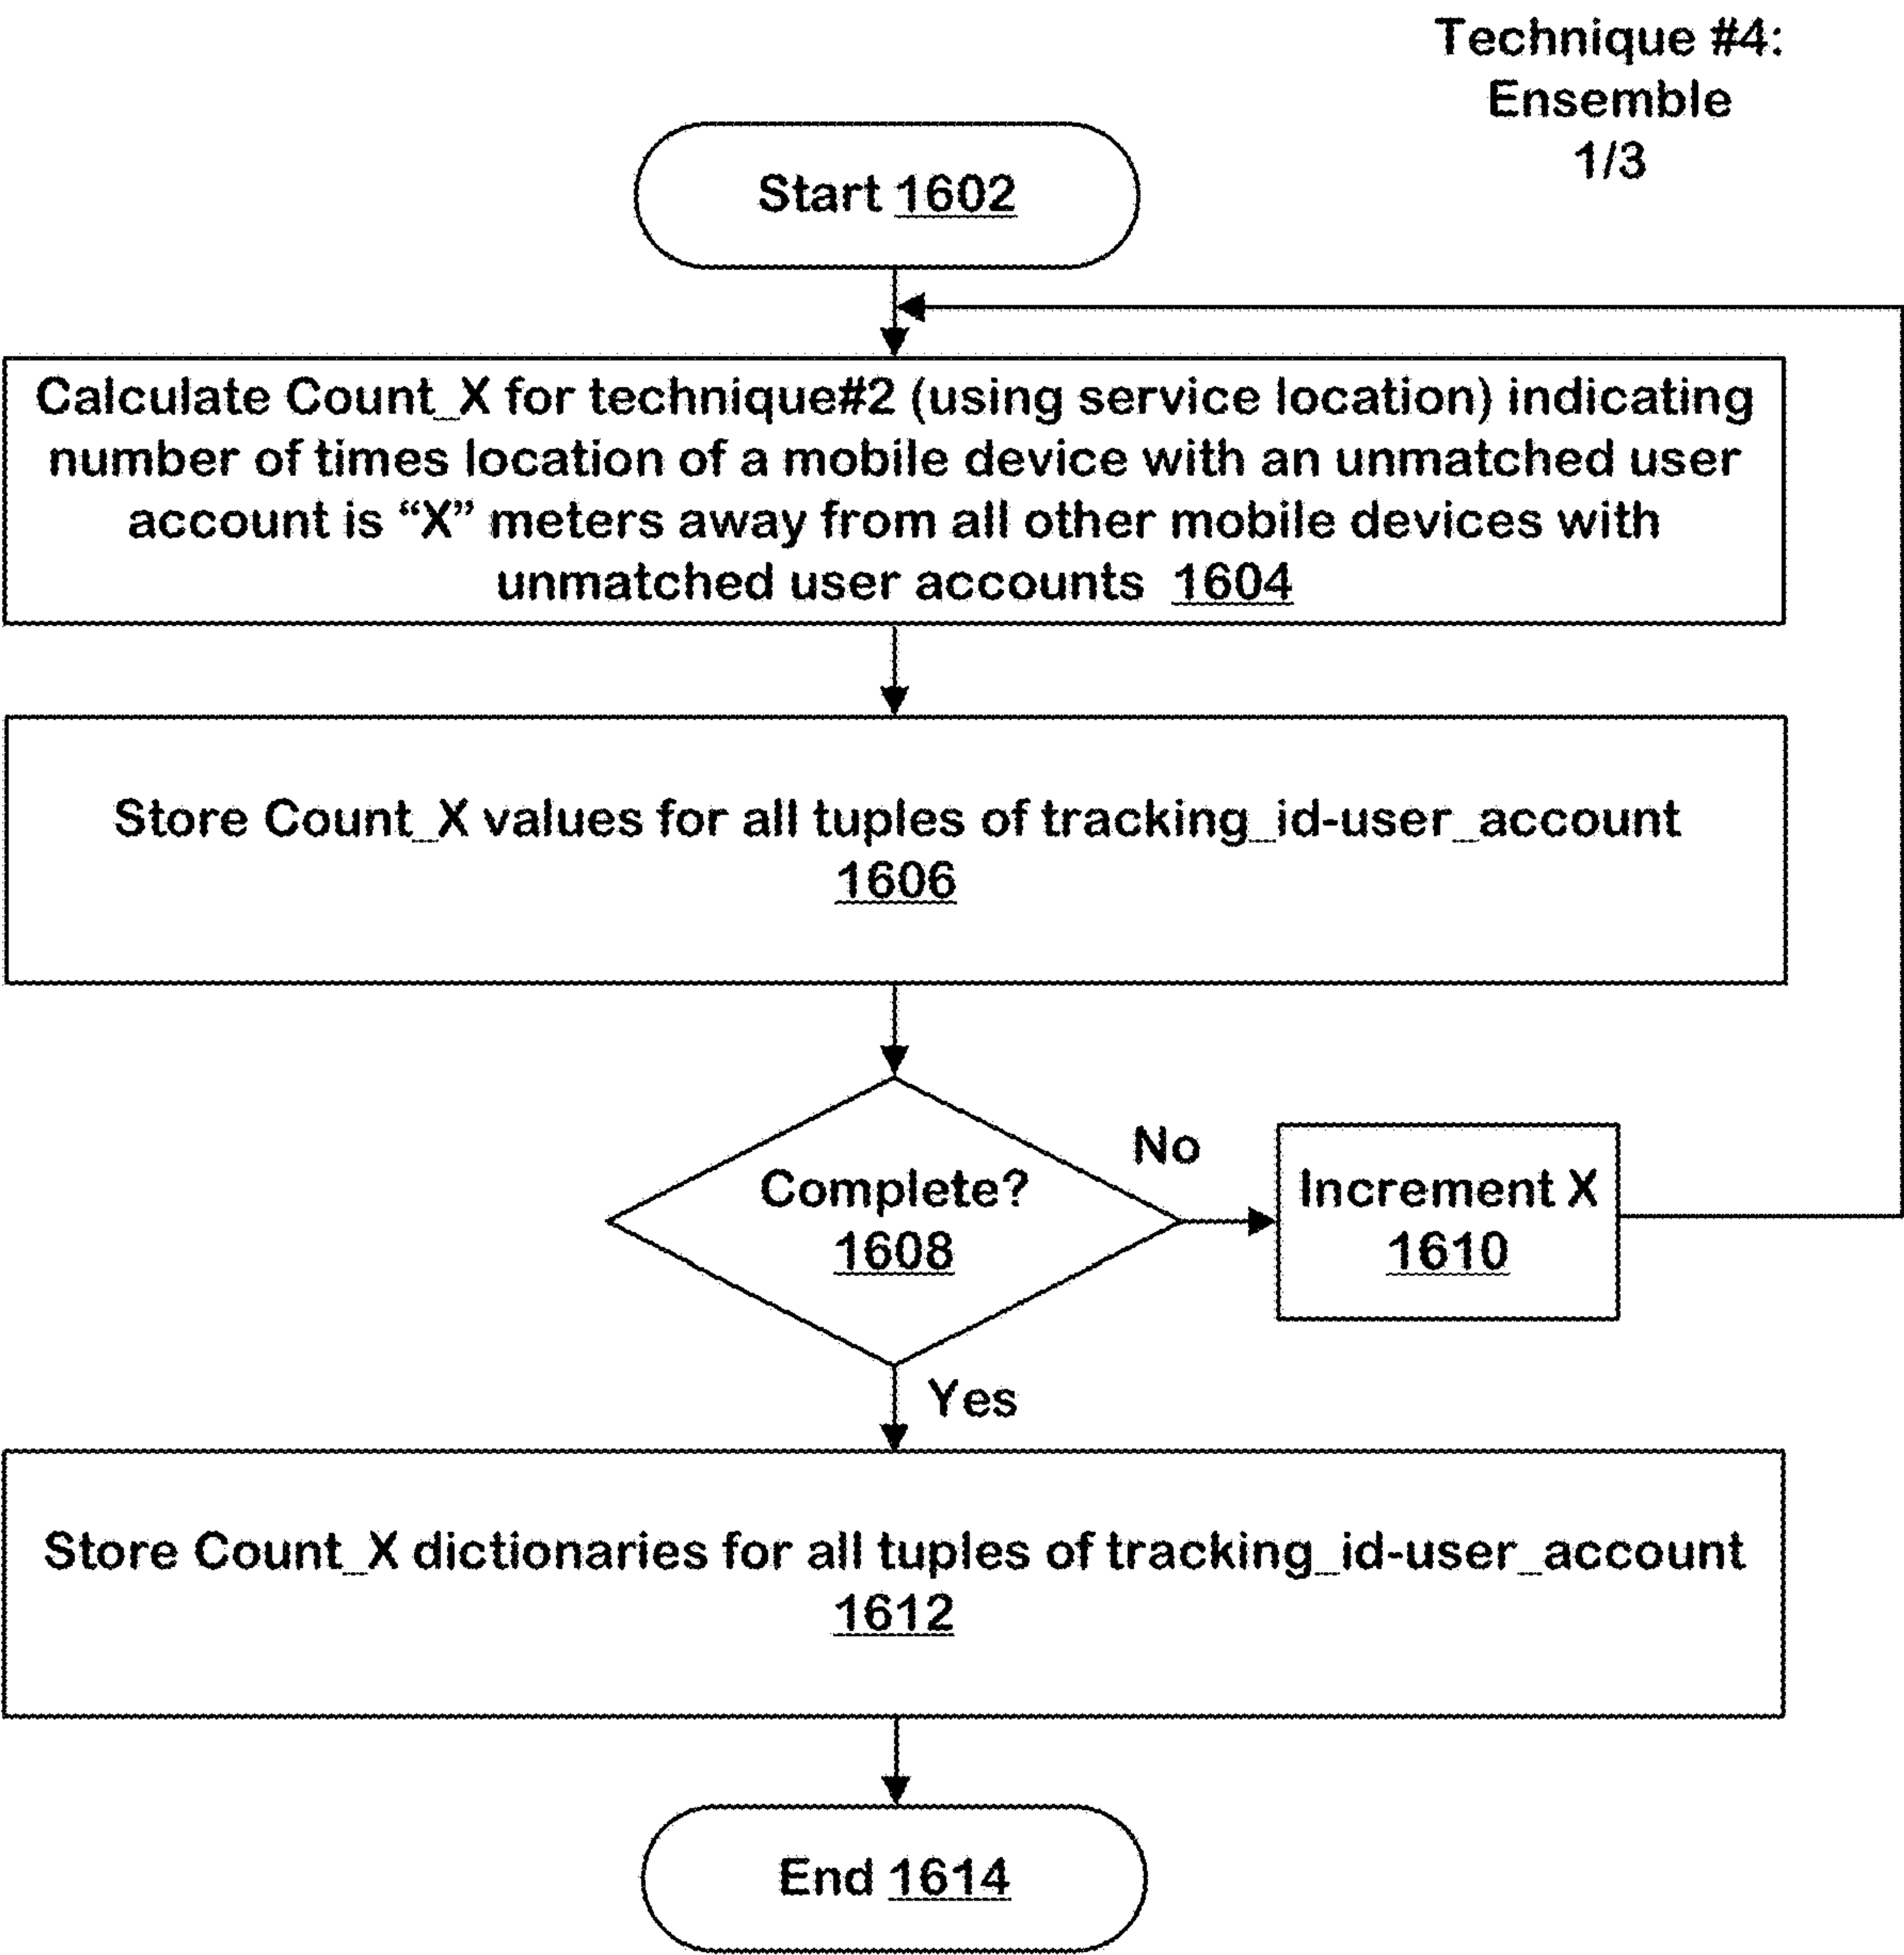 Technique #4:
Ensemble
1/3
Start 1602
Calculate Count_X for technique#2 (using service location) indicating
number of times location of a mobile device with an unmatched user
account is “X” meters away from all other mobile devices with
unmatched user accounts 1604
Store Count_X values for all tuples of tracking_id-user_account
1606
Complete?
1608
No
Increment X
1610
Yes
Store Count_X dictionaries for all tuples of tracking_id-user_account
1612
End 1614